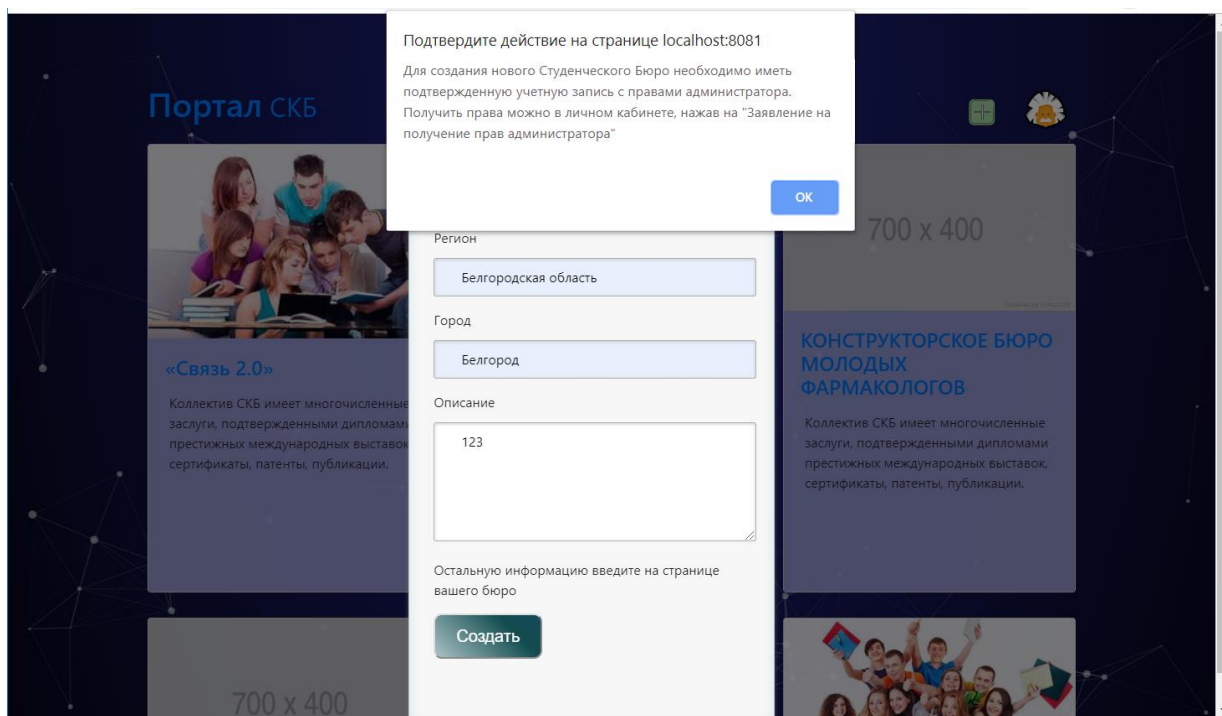 Подтвердите действие на странице localhost:8081
Для создания нового Студенческого Бюро необходимо иметь
подтвержденную учетную запись с правами администратора.
Получить права можно в личном кабинете, нажав на "Заявление на
получение прав администратора"
ОК
Портал СКБ
«Связь 2.0»
Коллектив СКБ имеет многочисленные
заслуги, подтвержденными дипломами
престижных международных выставок,
сертификаты, патенты, публикации.
Регион
Белгородская область
Город
Белгород
Описание
123
Остальную информацию введите на странице
вашего бюро
Создать
700 x 400
КОНСТРУКТОРСКОЕ БЮРО
МОЛОДЫХ
ФАРМАКОЛОГОВ
Коллектив СКБ имеет многочисленные
заслуги, подтвержденными дипломами
престижных международных выставок,
сертификаты, патенты, публикации.
700 x 400